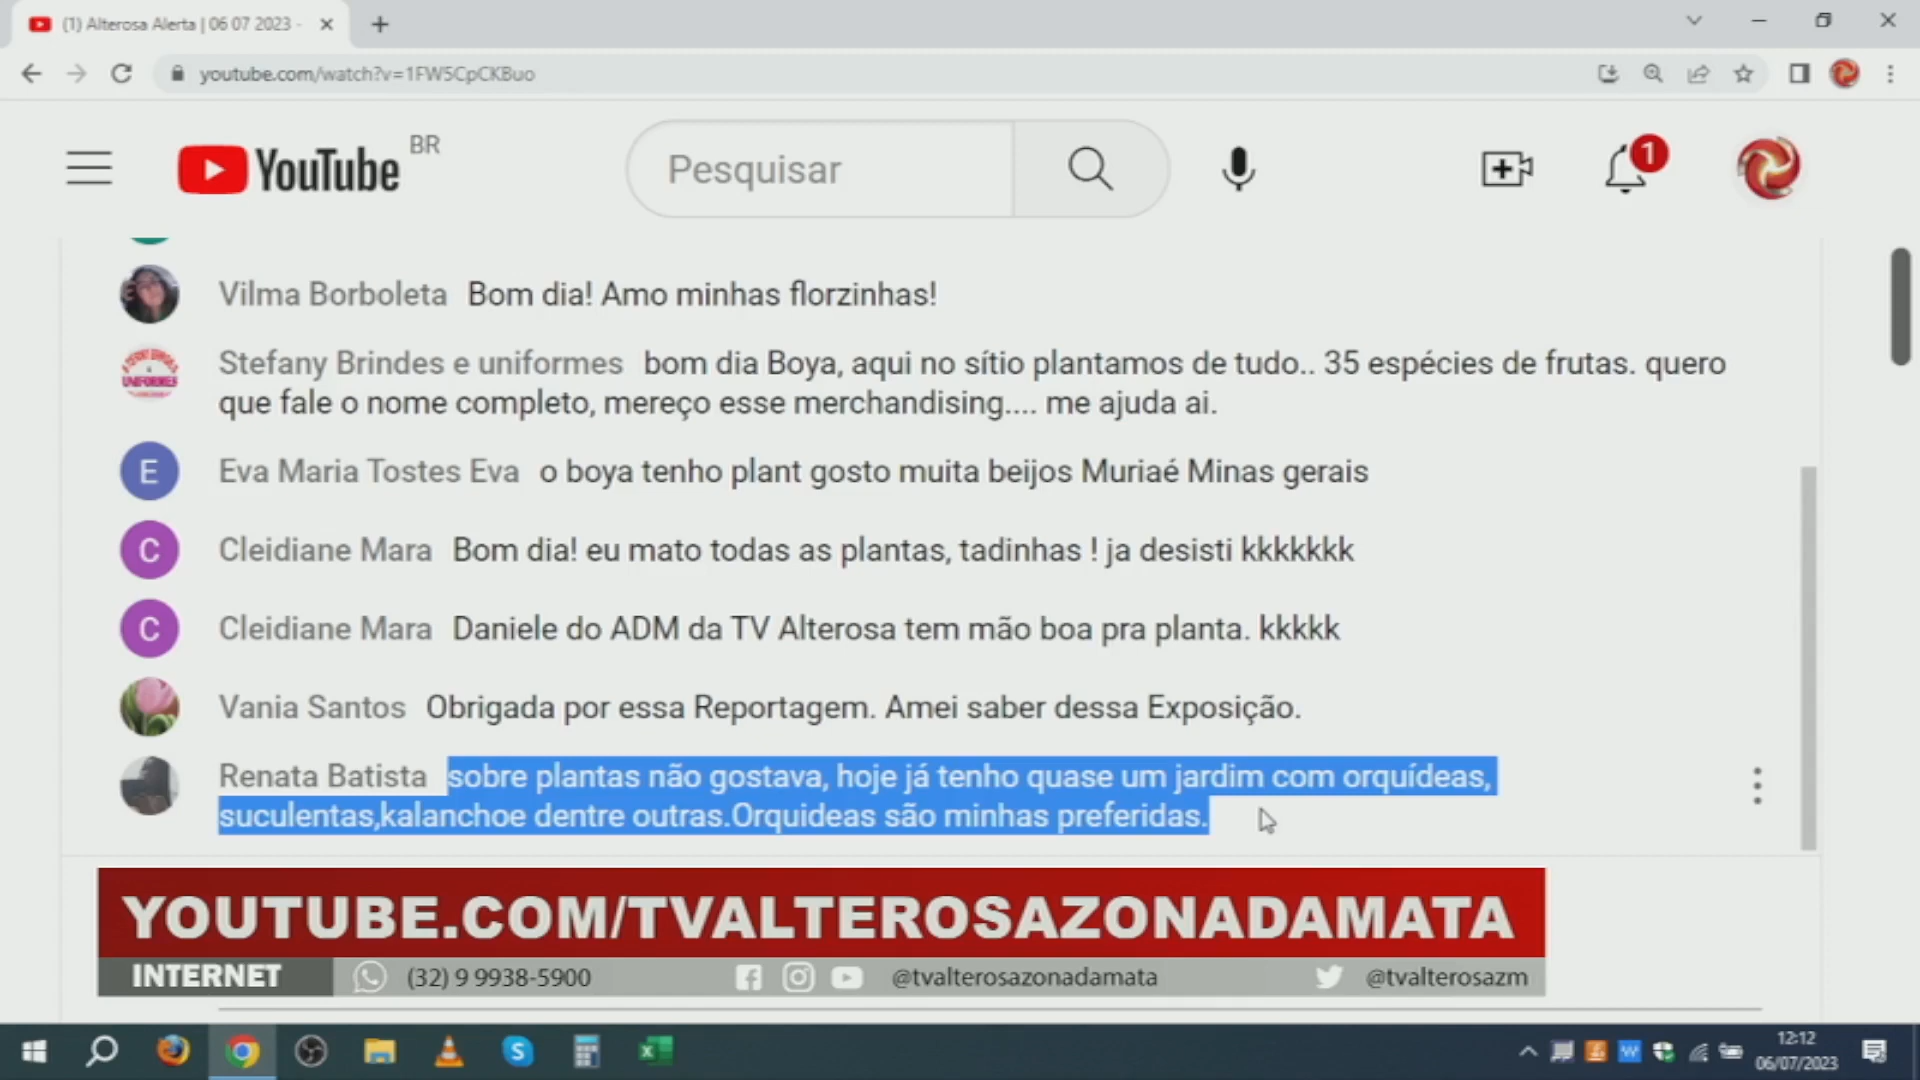 (1) Alterosa Alerta | 06 07 2023 -
youtube.com/watch?v=1FW5CpCKBuo
YouTube BR
Pesquisar
1
Vilma Borboleta Bom dia! Amo minhas florzinhas!
Stefany Brindes e uniformes bom dia Boya, aqui no sítio plantamos de tudo.. 35 espécies de frutas. quero
que fale o nome completo, mereço esse merchandising.... me ajuda ai.
E Eva Maria Tostes Eva o boya tenho plant gosto muita beijos Muriaé Minas gerais
C Cleidiane Mara Bom dia! eu mato todas as plantas, tadinhas ! ja desisti kkkkkkk
C Cleidiane Mara Daniele do ADM da TV Alterosa tem mão boa pra planta. kkkkk
Vania Santos Obrigada por essa Reportagem. Amei saber dessa Exposição.
Renata Batista sobre plantas não gostava, hoje já tenho quase um jardim com orquídeas,
suculentas,kalanchoe dentre outras.Orquideas são minhas preferidas.
YOUTUBE.COM/TVALTEROSAZONADAMATA
INTERNET (32) 9 9938-5900 @tvalterosazonadamata @tvalterosazm
12:12
06/07/2023